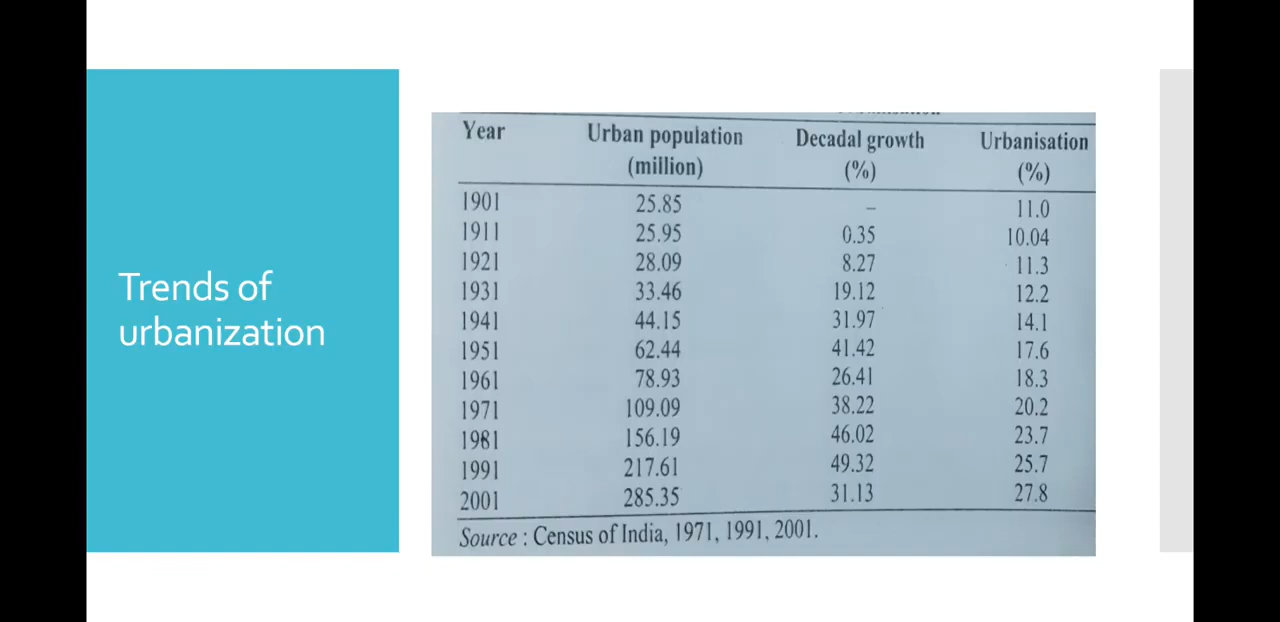 Trends of
urbanization
Year Urban population (million) Decadal growth (%) Urbanisation (%)
1901 25.85 – 11.0
1911 25.95 0.35 10.04
1921 28.09 8.27 11.3
1931 33.46 19.12 12.2
1941 44.15 31.97 14.1
1951 62.44 41.42 17.6
1961 78.93 26.41 18.3
1971 109.09 38.22 20.2
1981 156.19 46.02 23.7
1991 217.61 49.32 25.7
2001 285.35 31.13 27.8
Source : Census of India, 1971, 1991, 2001.